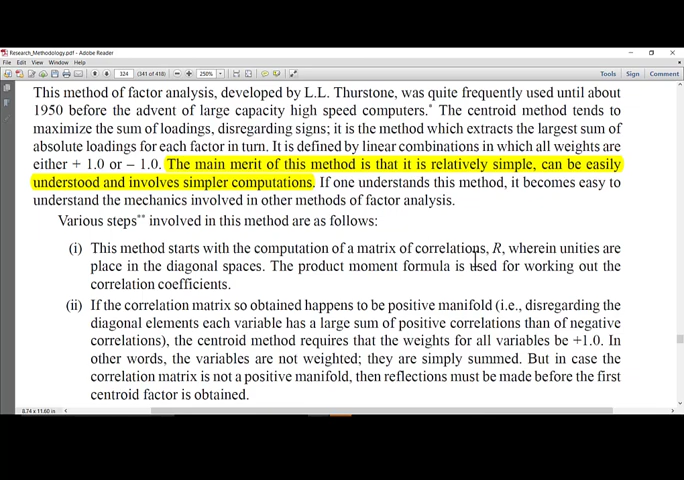 Research_Methodology.pdf - Adobe Reader
File Edit View Window Help
324 (341 of 418) 250% Tools Sign Comment
This method of factor analysis, developed by L.L. Thurstone, was quite frequently used until about
1950 before the advent of large capacity high speed computers.* The centroid method tends to
maximize the sum of loadings, disregarding signs; it is the method which extracts the largest sum of
absolute loadings for each factor in turn. It is defined by linear combinations in which all weights are
either + 1.0 or – 1.0. The main merit of this method is that it is relatively simple, can be easily
understood and involves simpler computations. If one understands this method, it becomes easy to
understand the mechanics involved in other methods of factor analysis.
Various steps** involved in this method are as follows:
(i) This method starts with the computation of a matrix of correlations, R, wherein unities are
place in the diagonal spaces. The product moment formula is used for working out the
correlation coefficients.
(ii) If the correlation matrix so obtained happens to be positive manifold (i.e., disregarding the
diagonal elements each variable has a large sum of positive correlations than of negative
correlations), the centroid method requires that the weights for all variables be +1.0. In
other words, the variables are not weighted; they are simply summed. But in case the
correlation matrix is not a positive manifold, then reflections must be made before the first
centroid factor is obtained.
8.74 x 11.60 in